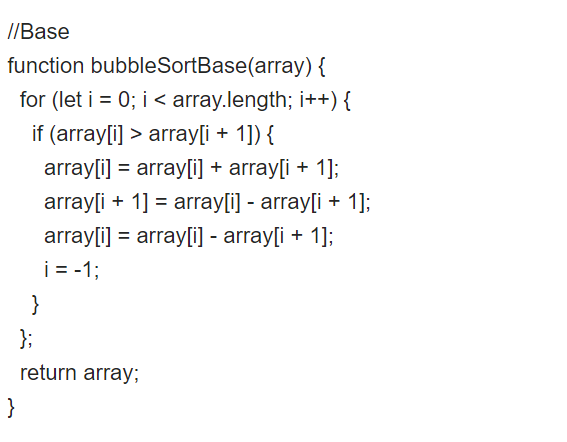 //Base
function bubbleSortBase(array) {
for (let i = 0; i < array.length; i++) {
if (array[i] > array[i + 1]) {
array[i] = array[i] + array[i + 1];
array[i + 1] = array[i] - array[i + 1];
array[i] = array[i] - array[i + 1];
i = -1;
}
};
return array;
}